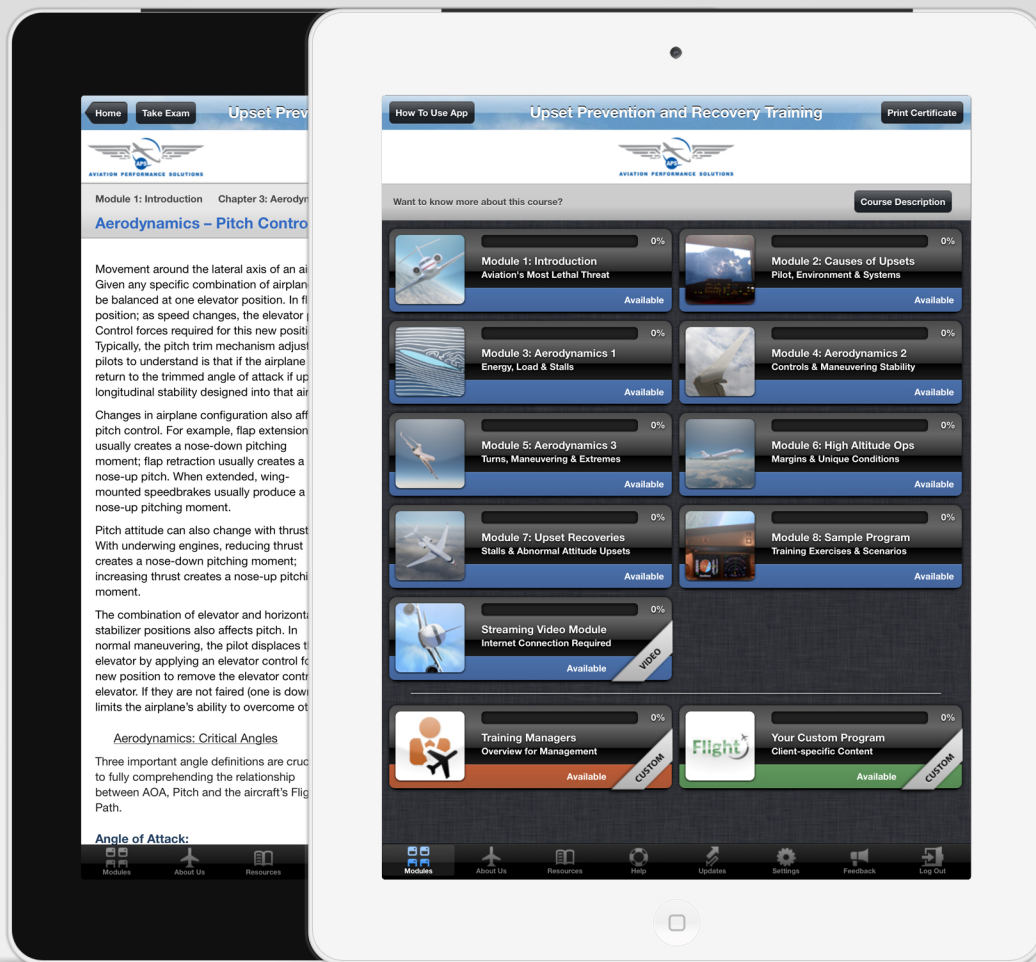 Home
Take Exam
Upset Prev
APS
AVIATION PERFORMANCE SOLUTIONS
Module 1: Introduction Chapter 3: Aerodyn
Aerodynamics – Pitch Contro
Movement around the lateral axis of an ai
Given any specific combination of airplan
be balanced at one elevator position. In fl
position; as speed changes, the elevator
Control forces required for this new positi
Typically, the pitch trim mechanism adjust
pilots to understand is that if the airplane
return to the trimmed angle of attack if up
longitudinal stability designed into that air
Changes in airplane configuration also aff
pitch control. For example, flap extension
usually creates a nose-down pitching
moment; flap retraction usually creates a
nose-up pitch. When extended, wing-
mounted speedbrakes usually produce a
nose-up pitching moment.
Pitch attitude can also change with thrust
With underwing engines, reducing thrust
creates a nose-down pitching moment;
increasing thrust creates a nose-up pitchi
moment.
The combination of elevator and horizonta
stabilizer positions also affects pitch. In
normal maneuvering, the pilot displaces t
elevator by applying an elevator control fo
new position to remove the elevator contr
elevator. If they are not faired (one is dow
limits the airplane's ability to overcome ot
Aerodynamics: Critical Angles
Three important angle definitions are cruc
to fully comprehending the relationship
between AOA, Pitch and the aircraft's Flig
Path.
Angle of Attack:
Modules
About Us
Resources
How To Use App
Upset Prevention and Recovery Training
Print Certificate
APS
AVIATION PERFORMANCE SOLUTIONS
Want to know more about this course?
Course Description
0%
Module 1: Introduction
Aviation's Most Lethal Threat
Available
0%
Module 2: Causes of Upsets
Pilot, Environment & Systems
Available
0%
Module 3: Aerodynamics 1
Energy, Load & Stalls
Available
0%
Module 4: Aerodynamics 2
Controls & Maneuvering Stability
Available
0%
Module 5: Aerodynamics 3
Turns, Maneuvering & Extremes
Available
0%
Module 6: High Altitude Ops
Margins & Unique Conditions
Available
0%
Module 7: Upset Recoveries
Stalls & Abnormal Attitude Upsets
Available
0%
Module 8: Sample Program
Training Exercises & Scenarios
Available
0%
Streaming Video Module
Internet Connection Required
Available
VIDEO
0%
Training Managers
Overview for Management
Available
CUSTOM
Flight
0%
Your Custom Program
Client-specific Content
Available
CUSTOM
Modules
About Us
Resources
Help
Updates
Settings
Feedback
Log Out